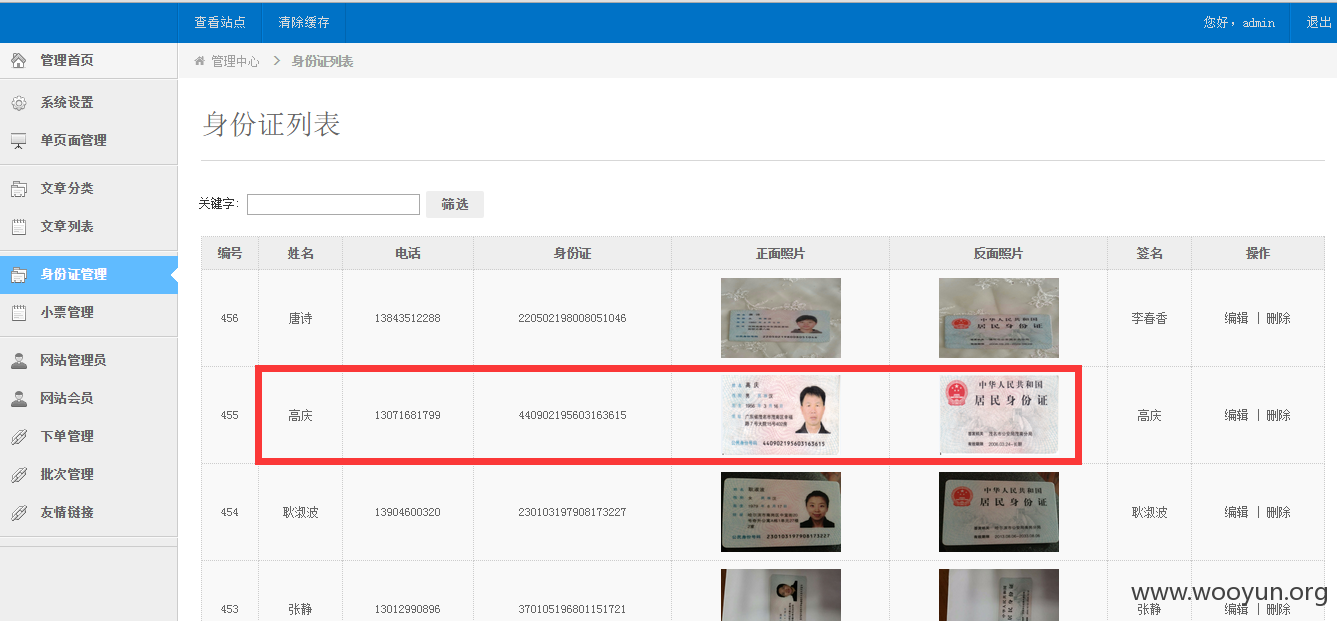 查看站点 清除缓存 您好，admin 退出
管理首页
系统设置
单页面管理
文章分类
文章列表
身份证管理
小票管理
网站管理员
网站会员
下单管理
批次管理
友情链接
管理中心 > 身份证列表
身份证列表
关键字： 筛选
编号 姓名 电话 身份证 正面照片 反面照片 签名 操作
456 唐诗 13843512288 220502198008051046 李春香 编辑 | 删除
中华人民共和国
居民身份证
455 高庆 13071681799 440902195603163615 高庆 编辑 | 删除
高庆
440902195603163615
中华人民共和国
居民身份证
454 耿淑波 13904600320 230103197908173227 耿淑波 编辑 | 删除
230103197908173227
中华人民共和国
居民身份证
453 张静 13012990896 370105196801151721 张静 编辑 | 删除
www.wooyun.org